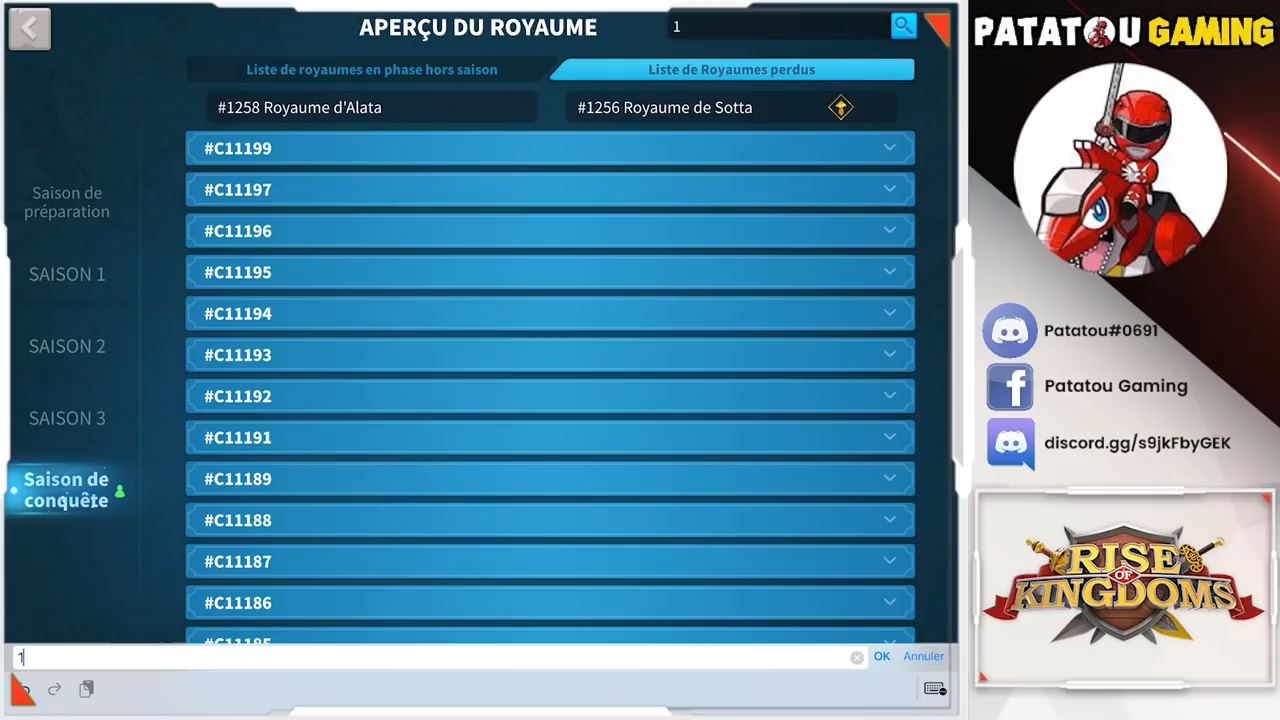 APERÇU DU ROYAUME
1
Liste de royaumes en phase hors saison
Liste de Royaumes perdus
#1258 Royaume d'Alata
#1256 Royaume de Sotta
Saison de
préparation
SAISON 1
SAISON 2
SAISON 3
Saison de
conquête
#C11199
#C11197
#C11196
#C11195
#C11194
#C11193
#C11192
#C11191
#C11189
#C11188
#C11187
#C11186
#C11185
1
OK
Annuler
PATATOU GAMING
Patatou#0691
Patatou Gaming
discord.gg/s9jkFbyGEK
RISE
OF
KINGDOMS